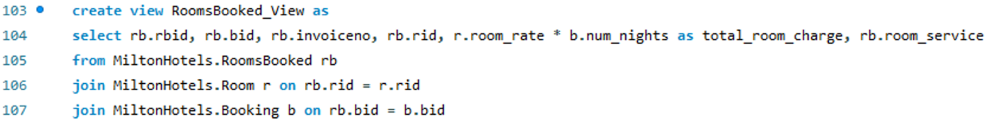 103 create view RoomsBooked_View as
104 select rb.rbid, rb.bid, rb.invoiceno, rb.rid, r.room_rate * b.num_nights as total_room_charge, rb.room_service
105 from MiltonHotels.RoomsBooked rb
106 join MiltonHotels.Room r on rb.rid = r.rid
107 join MiltonHotels.Booking b on rb.bid = b.bid